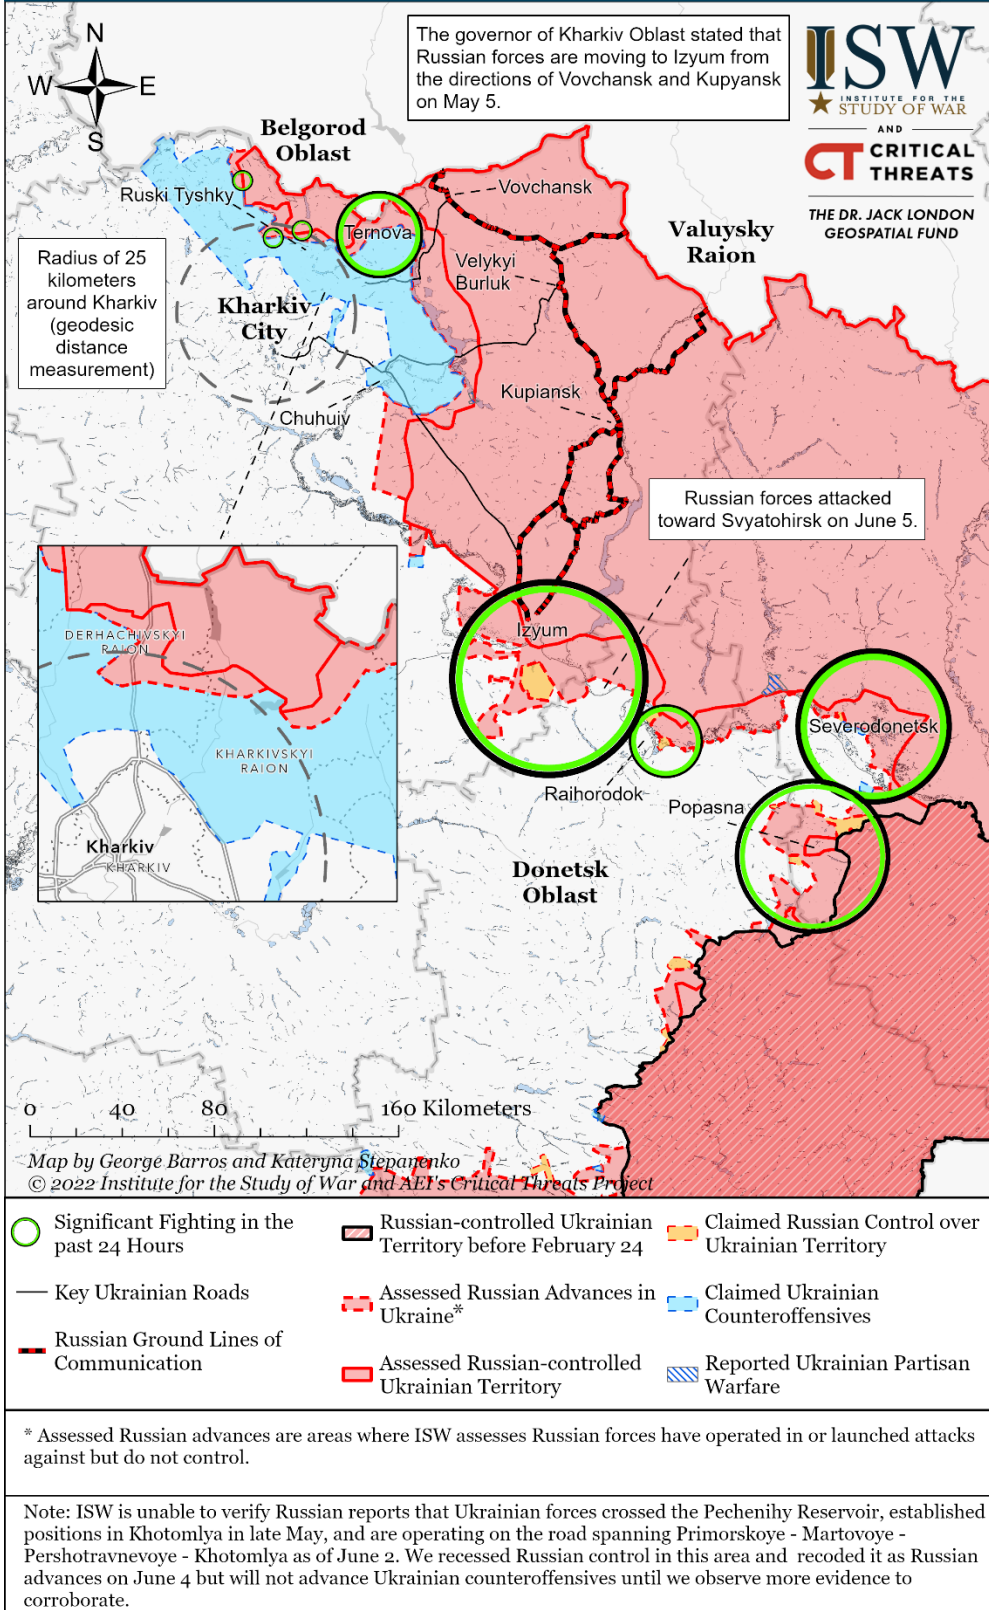 The governor of Kharkiv Oblast stated that
Russian forces are moving to Izyum from
the directions of Vovchansk and Kupyansk
on May 5.
ISW
INSTITUTE FOR THE
STUDY OF WAR
AND
CT CRITICAL
THREATS
THE DR. JACK LONDON
GEOSPATIAL FUND
N
W
E
S
Belgorod
Oblast
Ruski Tyshky
Vovchansk
Ternova
Valuysky
Raion
Radius of 25
kilometers
around Kharkiv
(geodesic
distance
measurement)
Velykyi
Burluk
Kharkiv
City
Kupiansk
Chuhuiv
Russian forces attacked
toward Svyatohirsk on June 5.
DERHACHIVSKYI
RAION
KHARKIVSKYI
RAION
Kharkiv
KHARKIV
Izyum
Severodonetsk
Raihorodok
Popasna
Donetsk
Oblast
0 40 80 160 Kilometers
Map by George Barros and Kateryna Stepanenko
© 2022 Institute for the Study of War and AEI's Critical Threats Project
Significant Fighting in the
past 24 Hours
Key Ukrainian Roads
Russian Ground Lines of
Communication
Russian-controlled Ukrainian
Territory before February 24
Assessed Russian Advances in
Ukraine*
Assessed Russian-controlled
Ukrainian Territory
Claimed Russian Control over
Ukrainian Territory
Claimed Ukrainian
Counteroffensives
Reported Ukrainian Partisan
Warfare
* Assessed Russian advances are areas where ISW assesses Russian forces have operated in or launched attacks
against but do not control.
Note: ISW is unable to verify Russian reports that Ukrainian forces crossed the Pechenihy Reservoir, established
positions in Khotomlya in late May, and are operating on the road spanning Primorskoye - Martovoye -
Pershotravnevoye - Khotomlya as of June 2. We recessed Russian control in this area and recoded it as Russian
advances on June 4 but will not advance Ukrainian counteroffensives until we observe more evidence to
corroborate.